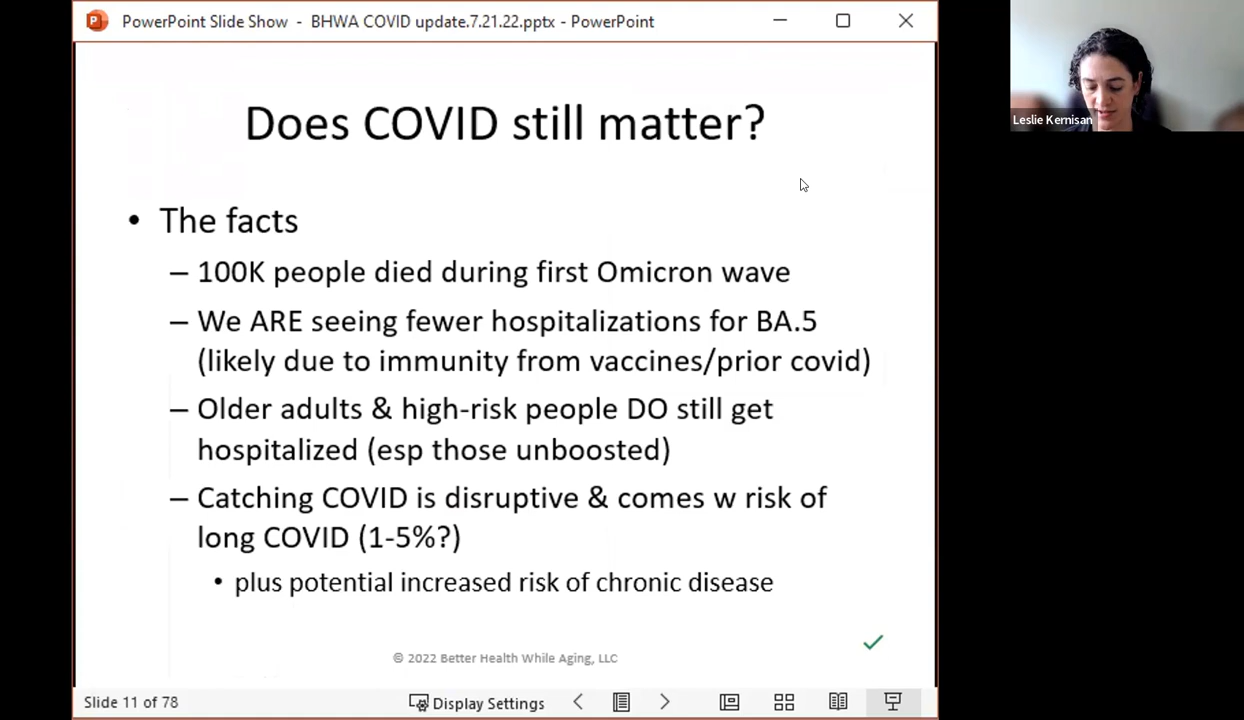 PowerPoint Slide Show - BHWA COVID update.7.21.22.pptx - PowerPoint
Leslie Kernisan
Does COVID still matter?
• The facts
– 100K people died during first Omicron wave
– We ARE seeing fewer hospitalizations for BA.5
(likely due to immunity from vaccines/prior covid)
– Older adults & high-risk people DO still get
hospitalized (esp those unboosted)
– Catching COVID is disruptive & comes w risk of
long COVID (1-5%?)
• plus potential increased risk of chronic disease
© 2022 Better Health While Aging, LLC
Slide 11 of 78
Display Settings